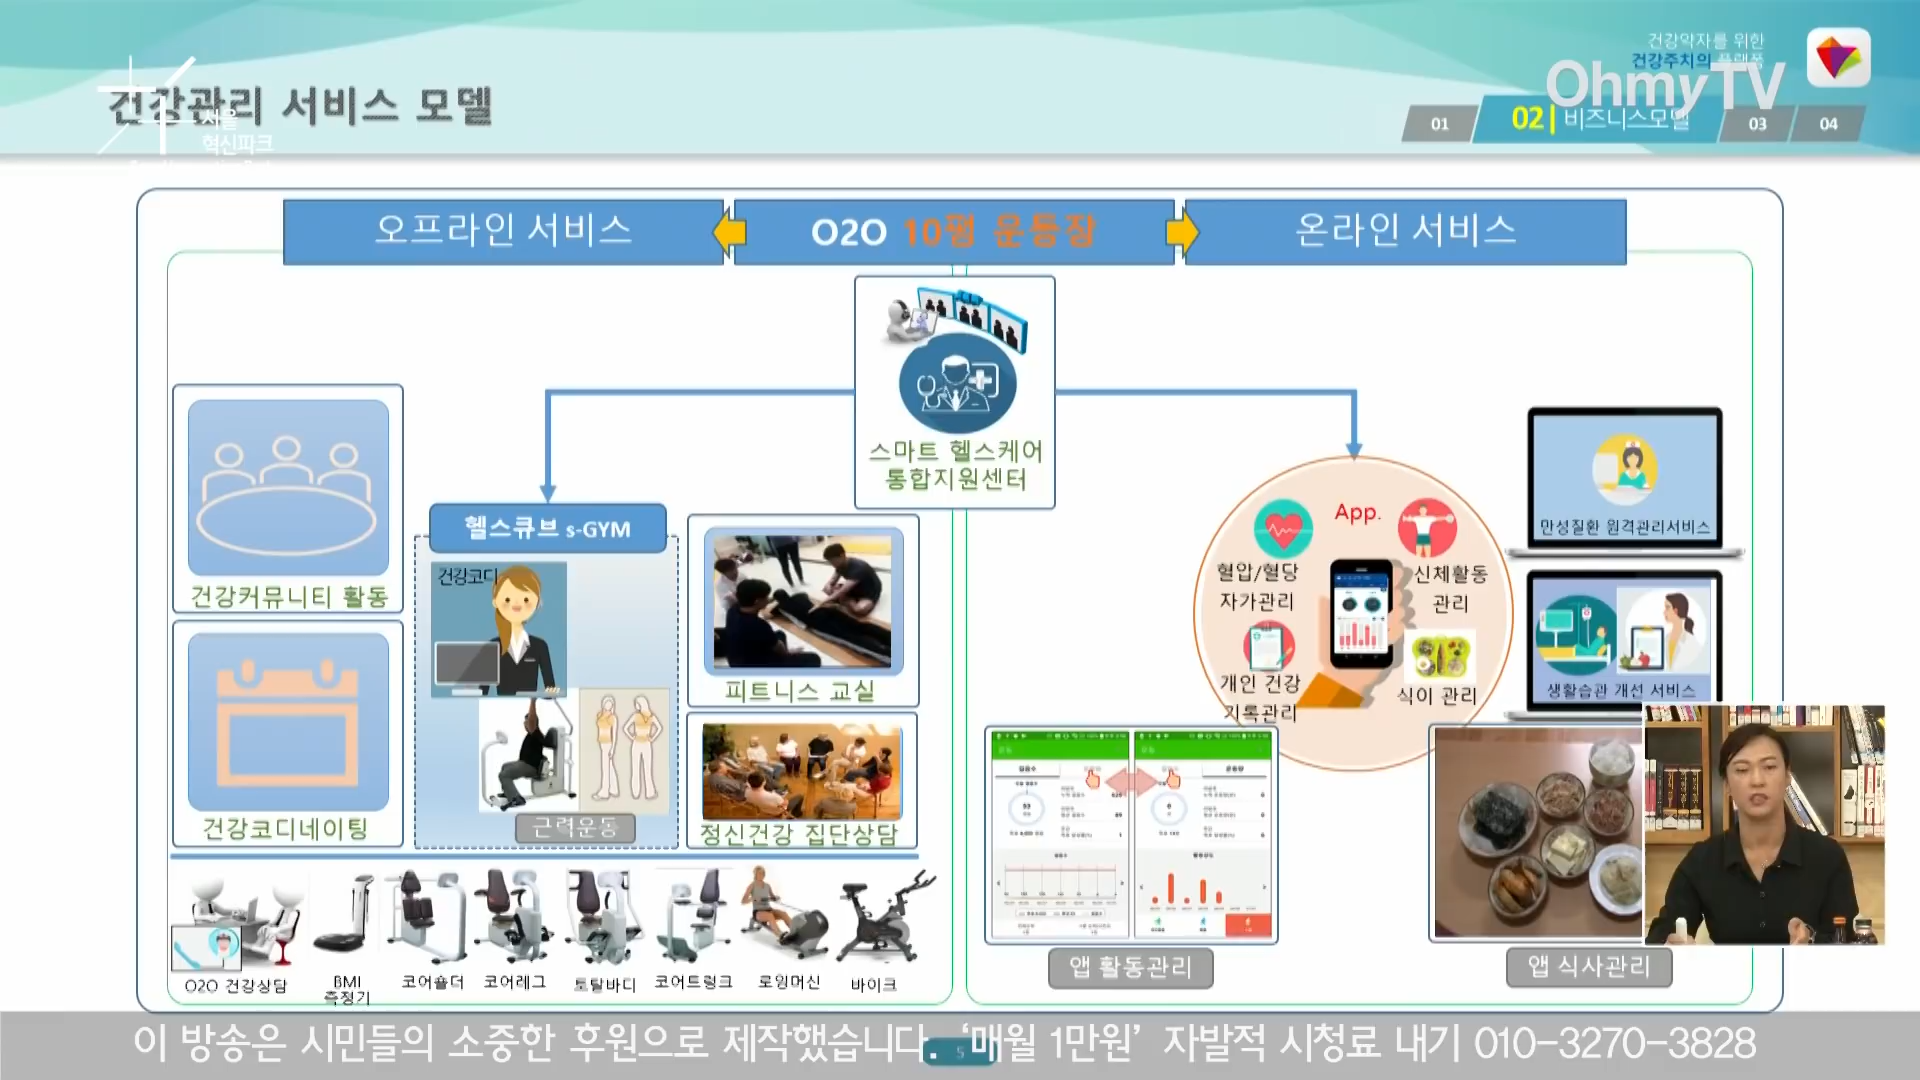 건강약자를 위한
건강주치의 플랫폼
OhmyTV
건강관리 서비스 모델
서울
혁신파크
01
02| 비즈니스모델
03
04
오프라인 서비스
O2O 10평 운동장
온라인 서비스
스마트 헬스케어
통합지원센터
건강커뮤니티 활동
건강코디네이팅
헬스큐브 s-GYM
건강코디
근력운동
피트니스 교실
정신건강 집단상담
O2O 건강상담
BMI
측정기
코어숄더
코어레그
토탈바디
코어트렁크
로잉머신
바이크
App.
혈압/혈당
자가관리
신체활동
관리
개인 건강
기록관리
식이 관리
만성질환 원격관리서비스
생활습관 개선 서비스
앱 활동관리
앱 식사관리
5
이 방송은 시민들의 소중한 후원으로 제작했습니다. ‘매월 1만원’ 자발적 시청료 내기 010-3270-3828